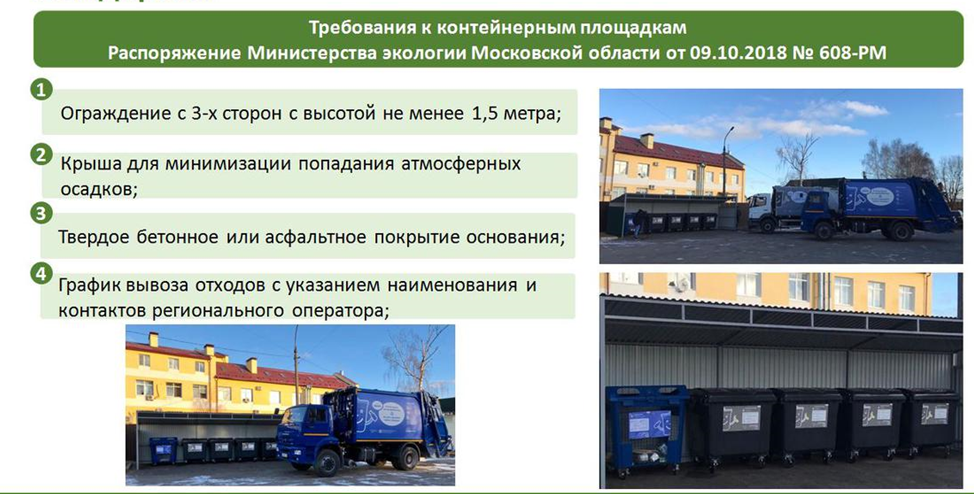 Требования к контейнерным площадкам
Распоряжение Министерства экологии Московской области от 09.10.2018 № 608-РМ
1
Ограждение с 3-х сторон с высотой не менее 1,5 метра;
2
Крыша для минимизации попадания атмосферных
осадков;
3
Твердое бетонное или асфальтное покрытие основания;
4
График вывоза отходов с указанием наименования и
контактов регионального оператора;